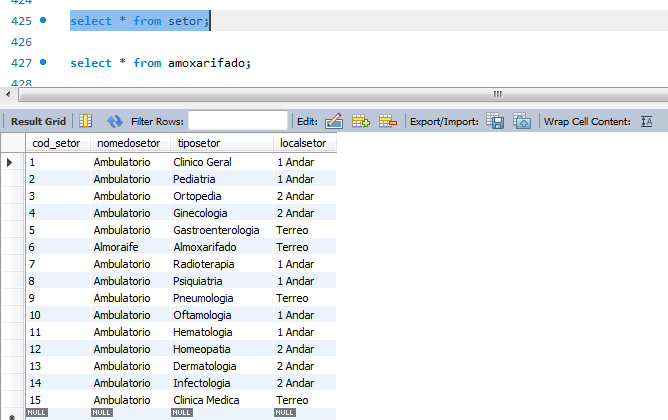 424
425 select * from setor;
426
427 select * from amoxarifado;
428
Result Grid Filter Rows: Edit: Export/Import: Wrap Cell Content: IA
cod_setor nomedosetor tiposetor localsetor
1 Ambulatorio Clinico Geral 1 Andar
2 Ambulatorio Pediatria 1 Andar
3 Ambulatorio Ortopedia 2 Andar
4 Ambulatorio Ginecologia 2 Andar
5 Ambulatorio Gastroenterologia Terreo
6 Almoraife Almoxarifado Terreo
7 Ambulatorio Radioterapia 1 Andar
8 Ambulatorio Psiquiatria 1 Andar
9 Ambulatorio Pneumologia Terreo
10 Ambulatorio Oftamologia 1 Andar
11 Ambulatorio Hematologia 1 Andar
12 Ambulatorio Homeopatia 2 Andar
13 Ambulatorio Dermatologia 2 Andar
14 Ambulatorio Infectologia 2 Andar
15 Ambulatorio Clinica Medica Terreo
NULL NULL NULL NULL